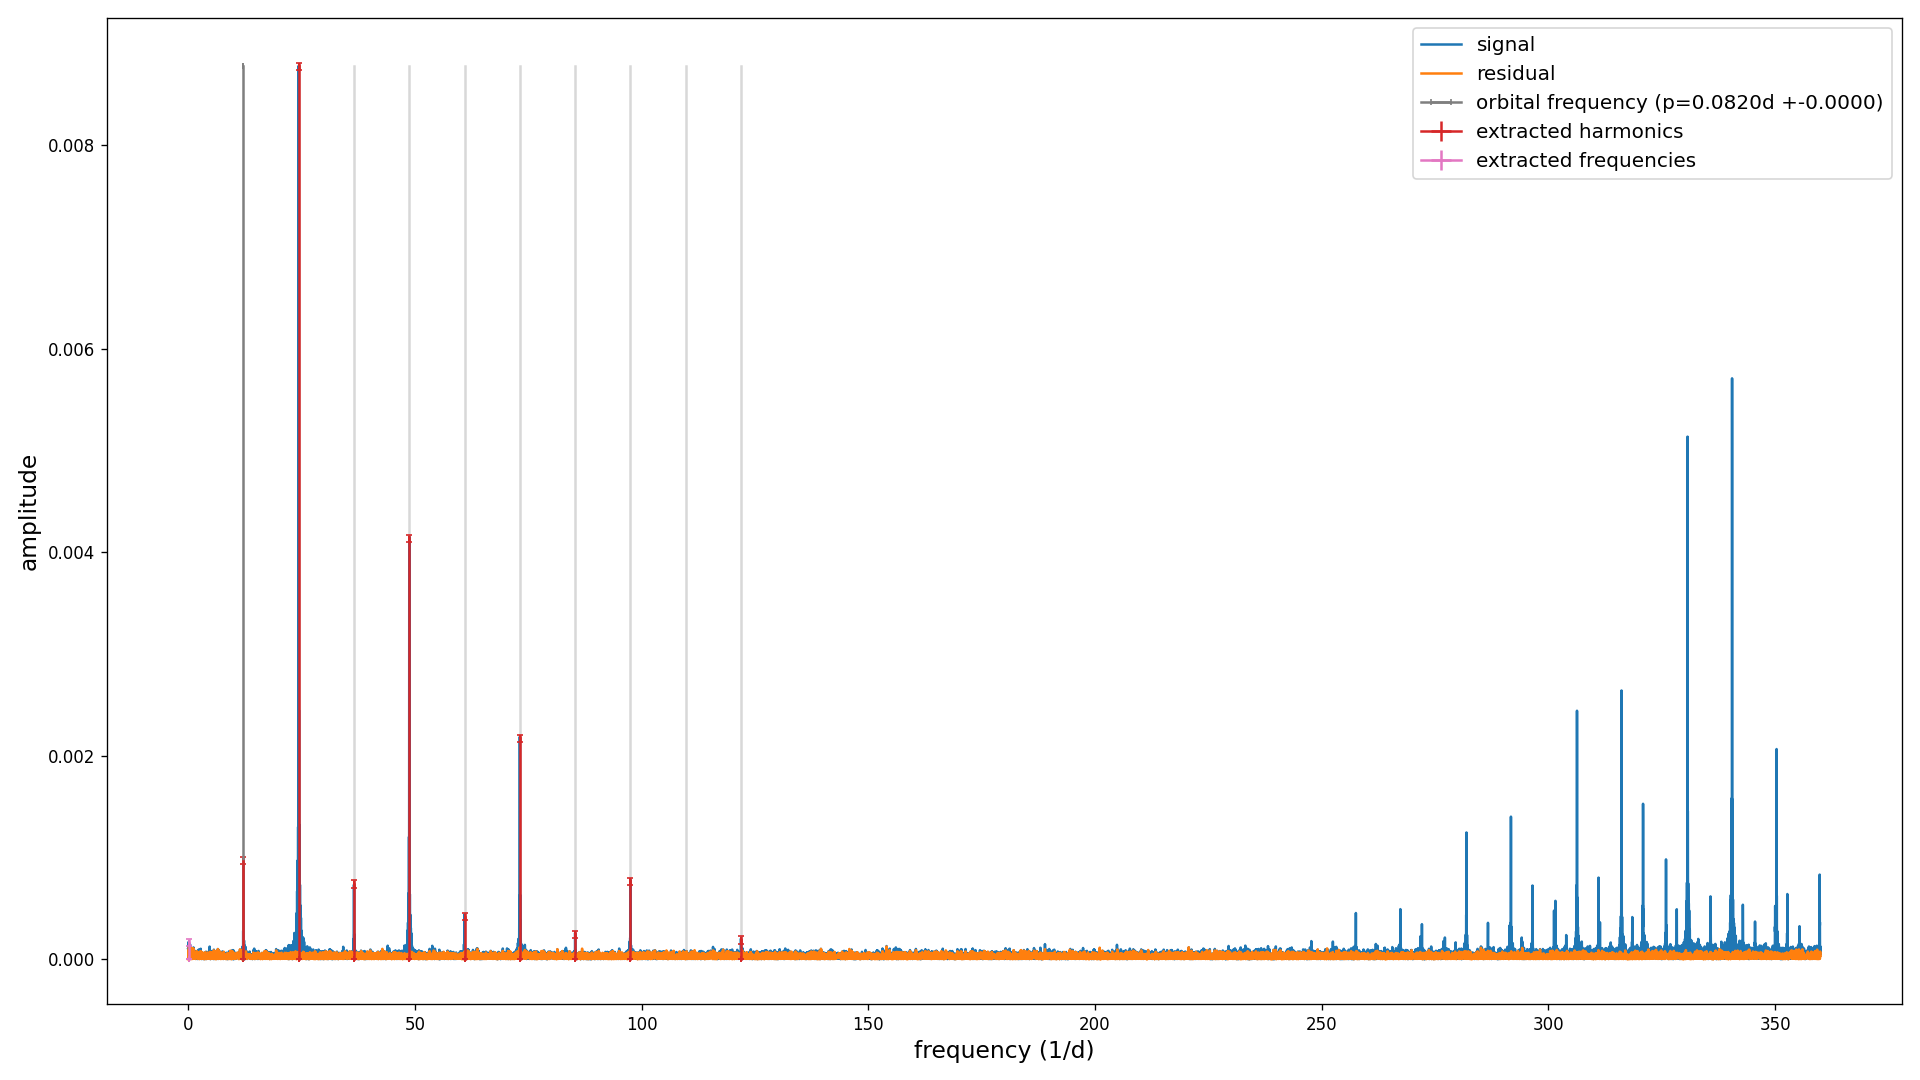 signal
residual
orbital frequency (p=0.0820d +-0.0000)
extracted harmonics
extracted frequencies
0.008
0.006
0.004
0.002
0.000
amplitude
0 50 100 150 200 250 300 350
frequency (1/d)